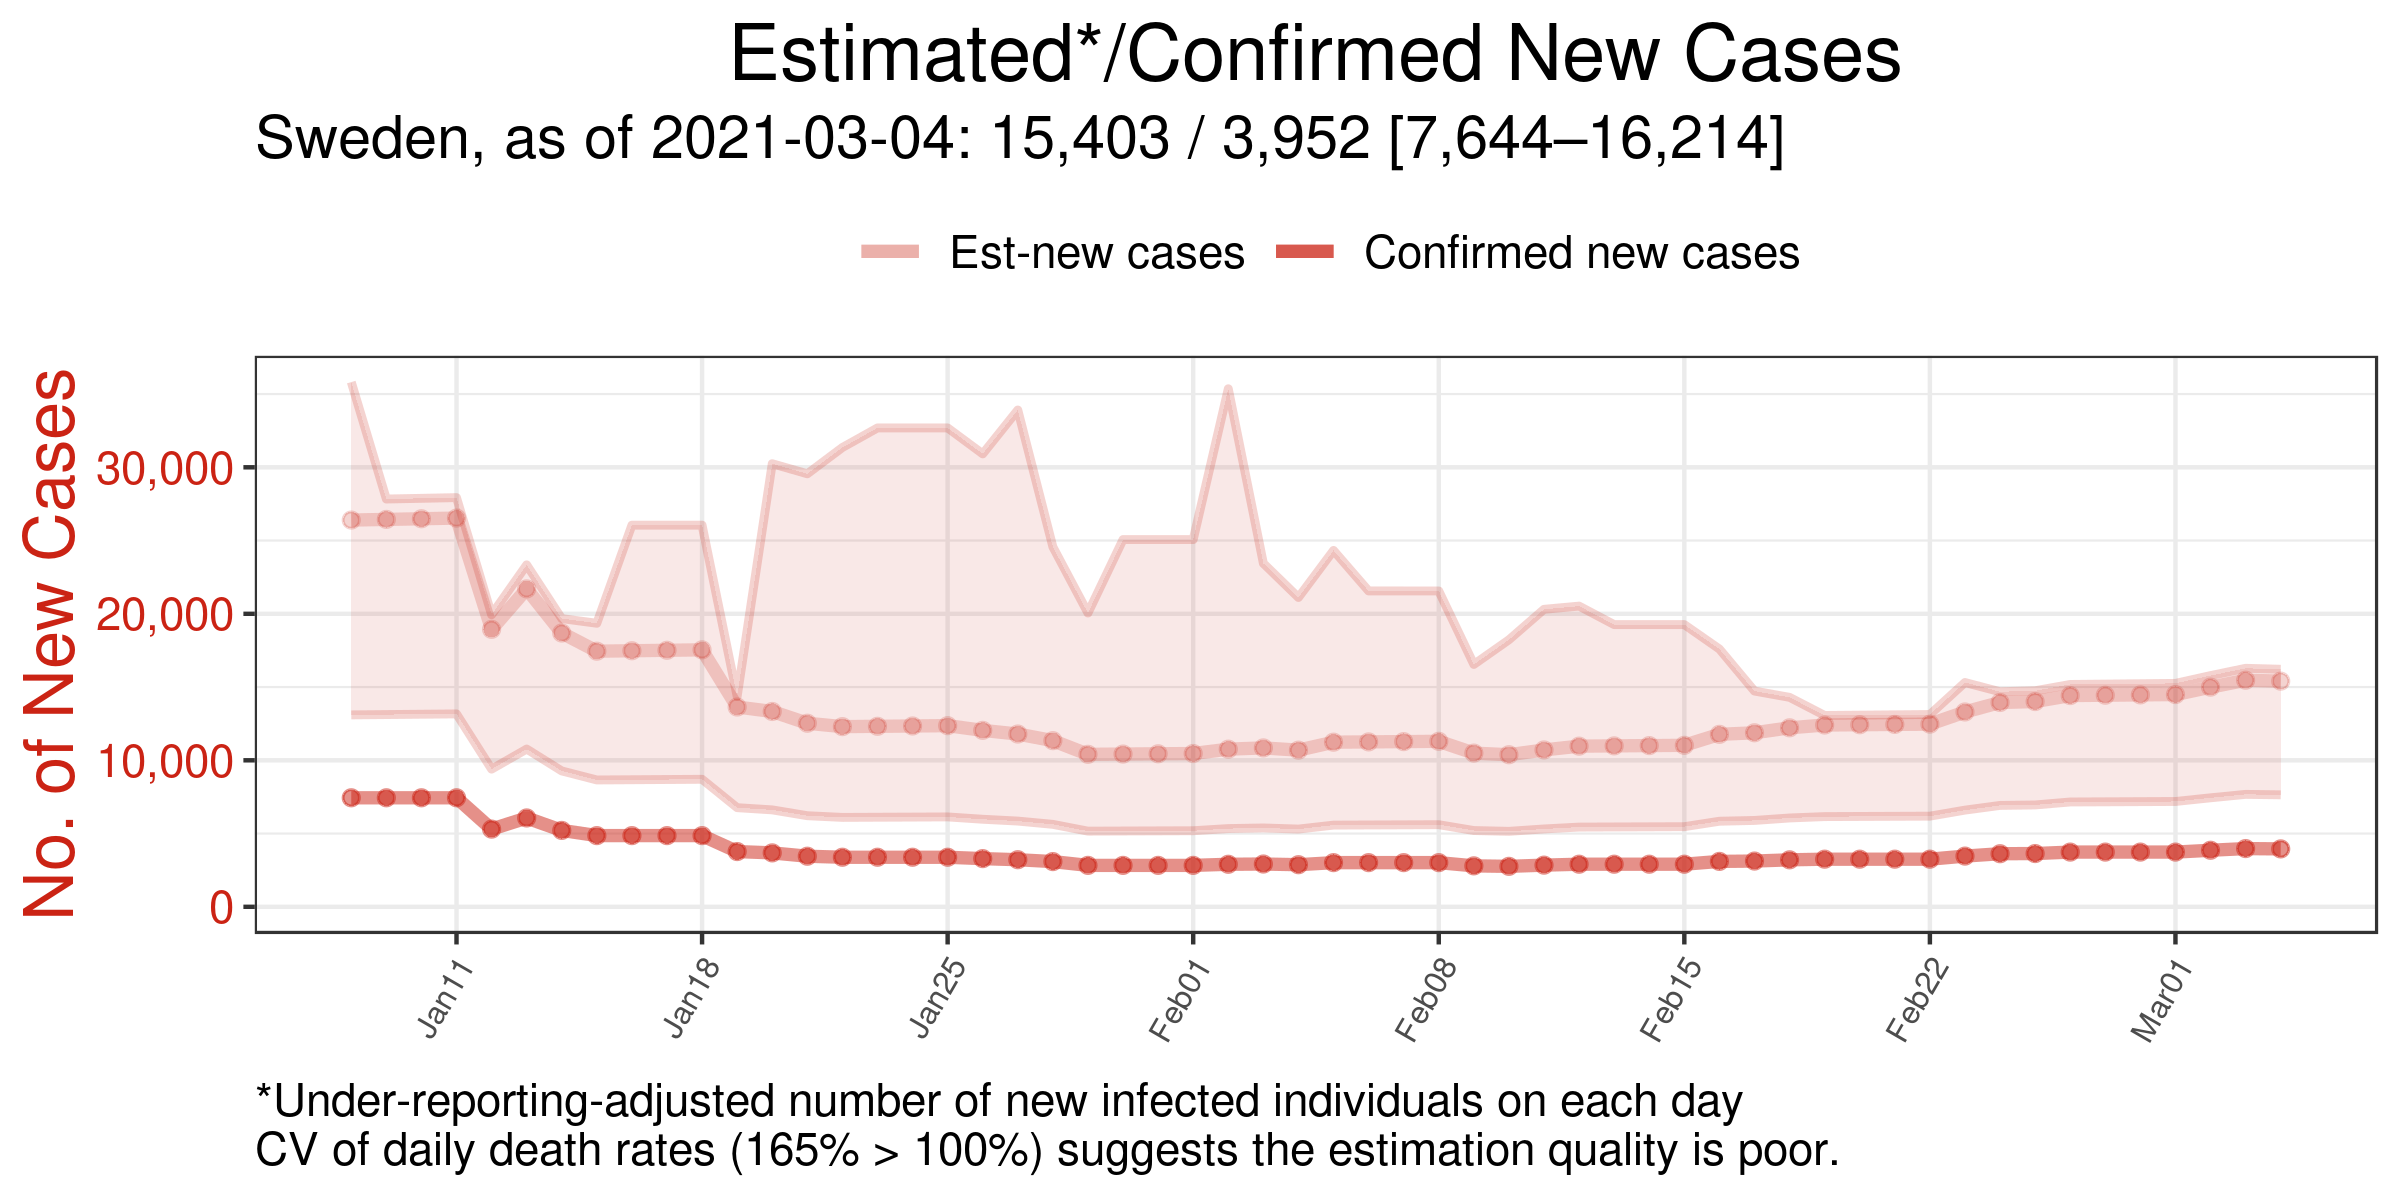 Estimated*/Confirmed New Cases
Sweden, as of 2021-03-04: 15,403 / 3,952 [7,644–16,214]
Est-new cases
Confirmed new cases
No. of New Cases
30,000
20,000
10,000
0
Jan11
Jan18
Jan25
Feb01
Feb08
Feb15
Feb22
Mar01
*Under-reporting-adjusted number of new infected individuals on each day
CV of daily death rates (165% > 100%) suggests the estimation quality is poor.